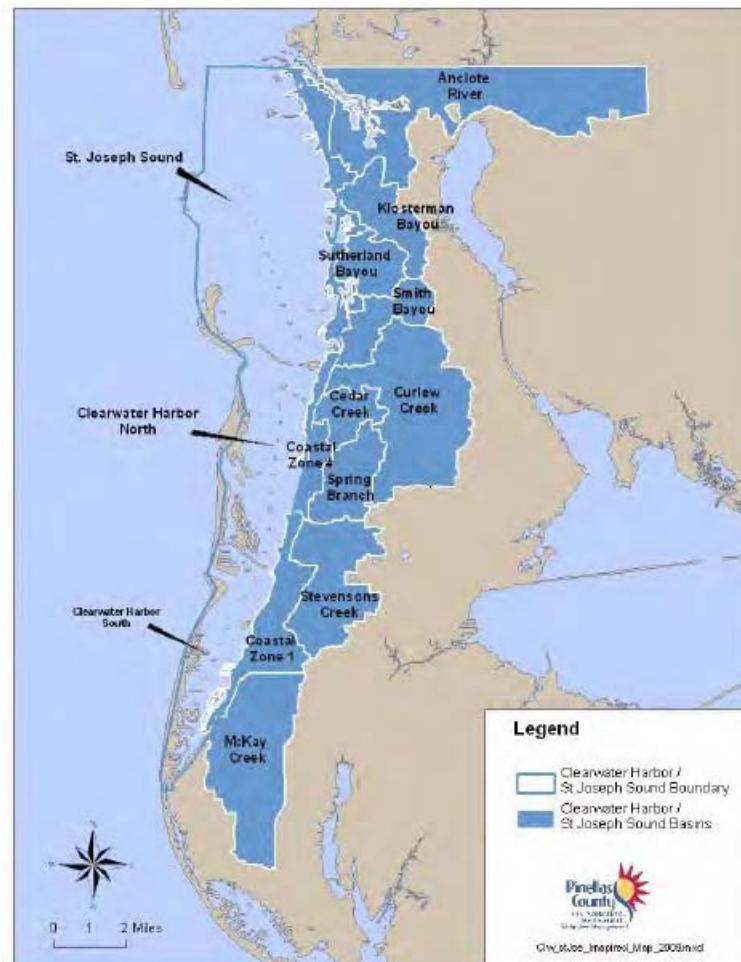 Anclote
River
St. Joseph Sound
Klosterman
Bayou
Sutherland
Bayou
Smith
Bayou
Cedar
Creek
Curlew
Creek
Clearwater Harbor
North
Coastal
Zone 4
Spring
Branch
Stevensons
Creek
Clearwater Harbor
South
Coastal
Zone 1
McKay
Creek
Legend
Clearwater Harbor /
St Joseph Sound Boundary
Clearwater Harbor /
St Joseph Sound Basins
Pinellas
County
0 1 2 Miles